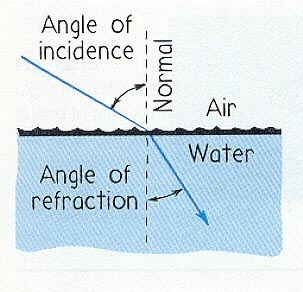 Angle of
incidence
Normal
Air
Water
Angle of
refraction